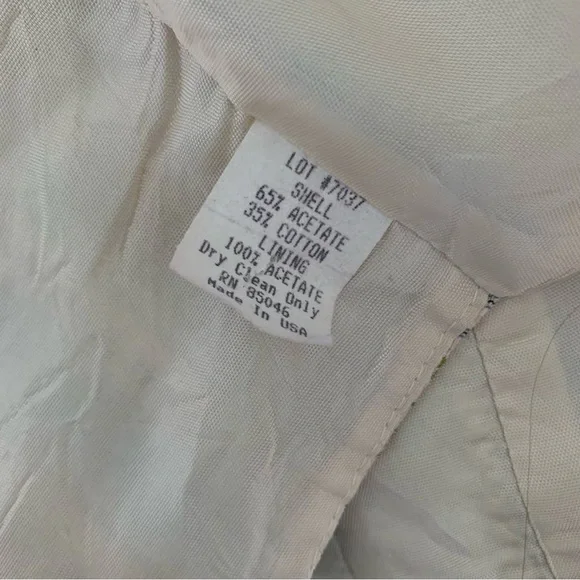 LOT #7037
SHELL
65% ACETATE
35% COTTON
LINING
100% ACETATE
Dry Clean Only
RN 85046
Made In USA